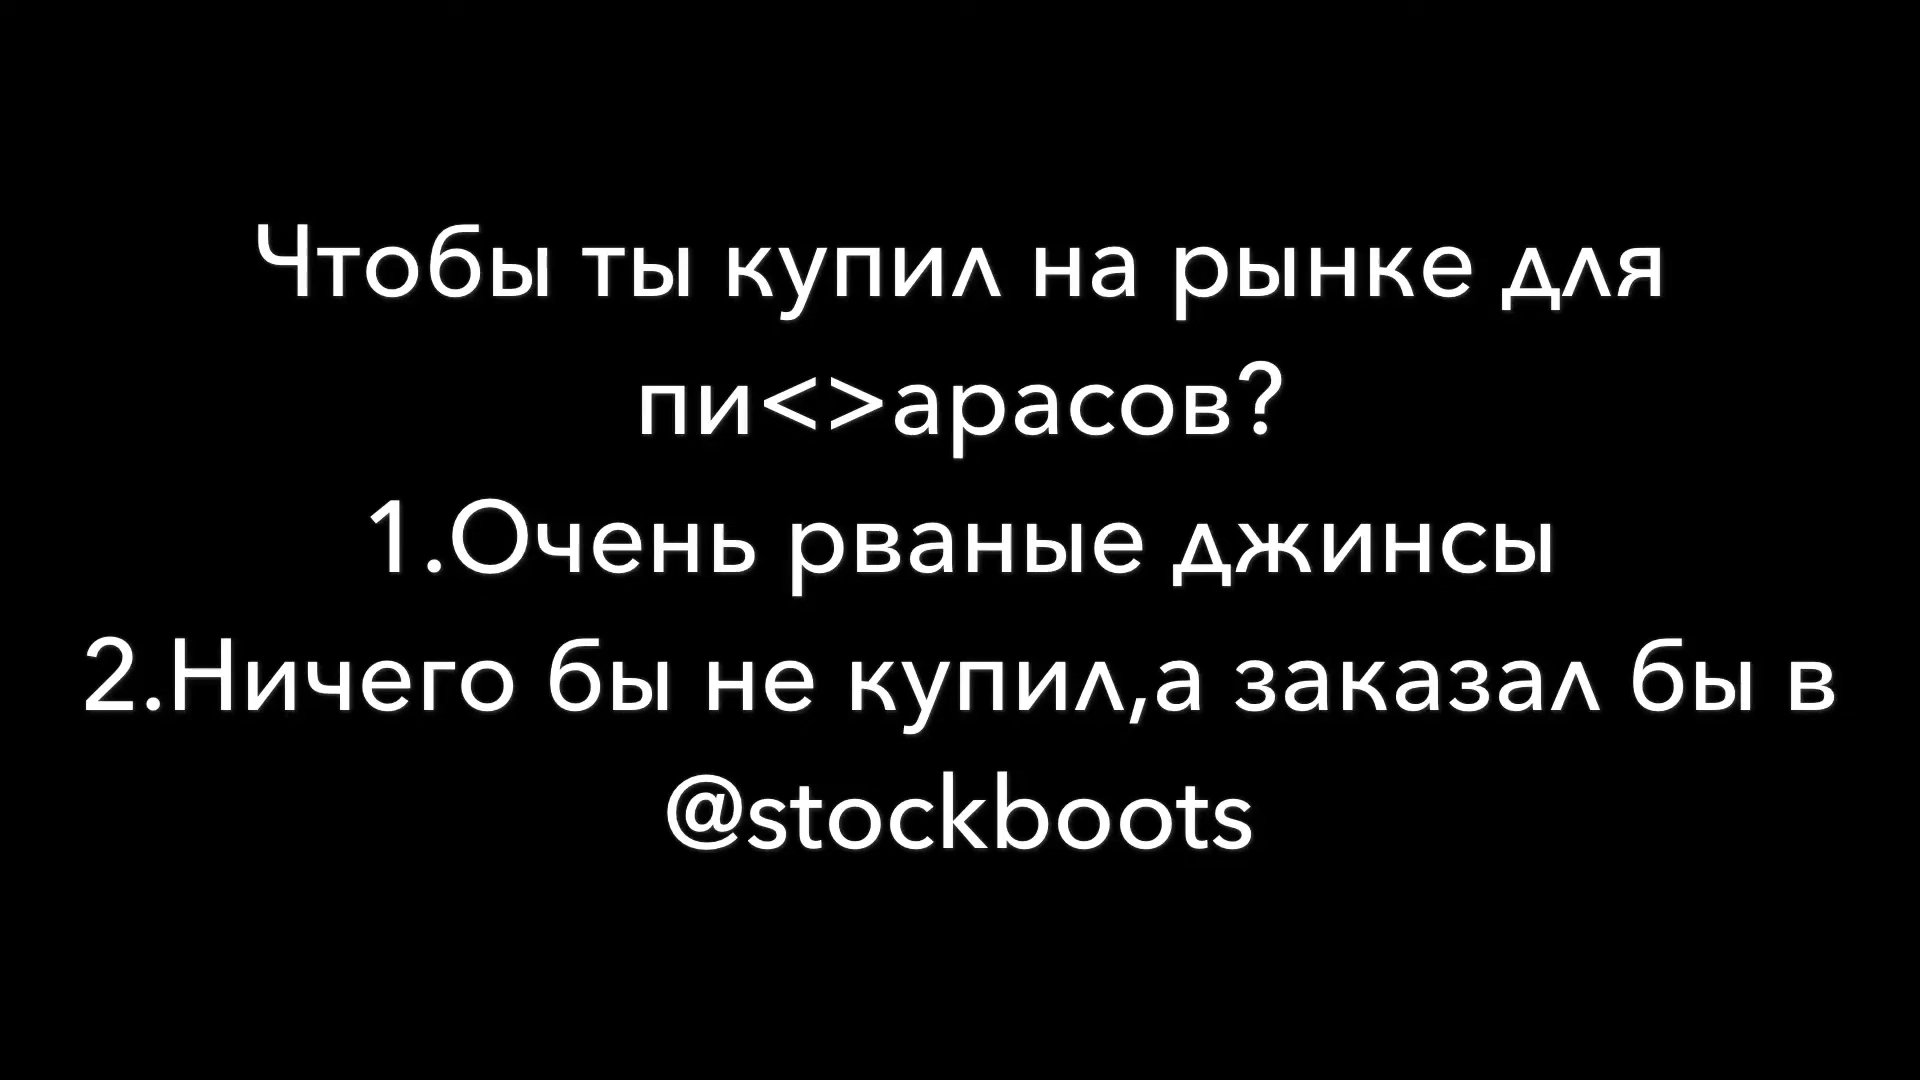 Чтобы ты купил на рынке для
пи<>арасов?
1.Очень рваные джинсы
2.Ничего бы не купил,а заказал бы в
@stockboots